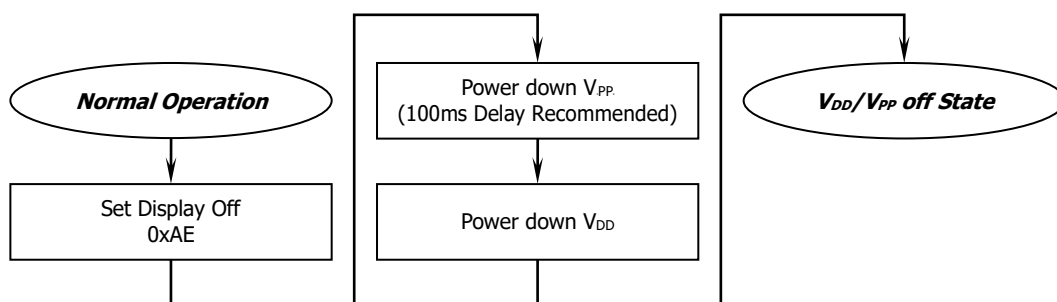 Normal Operation
Set Display Off
0xAE
Power down VPP.
(100ms Delay Recommended)
Power down VDD
VDD/VPP off State